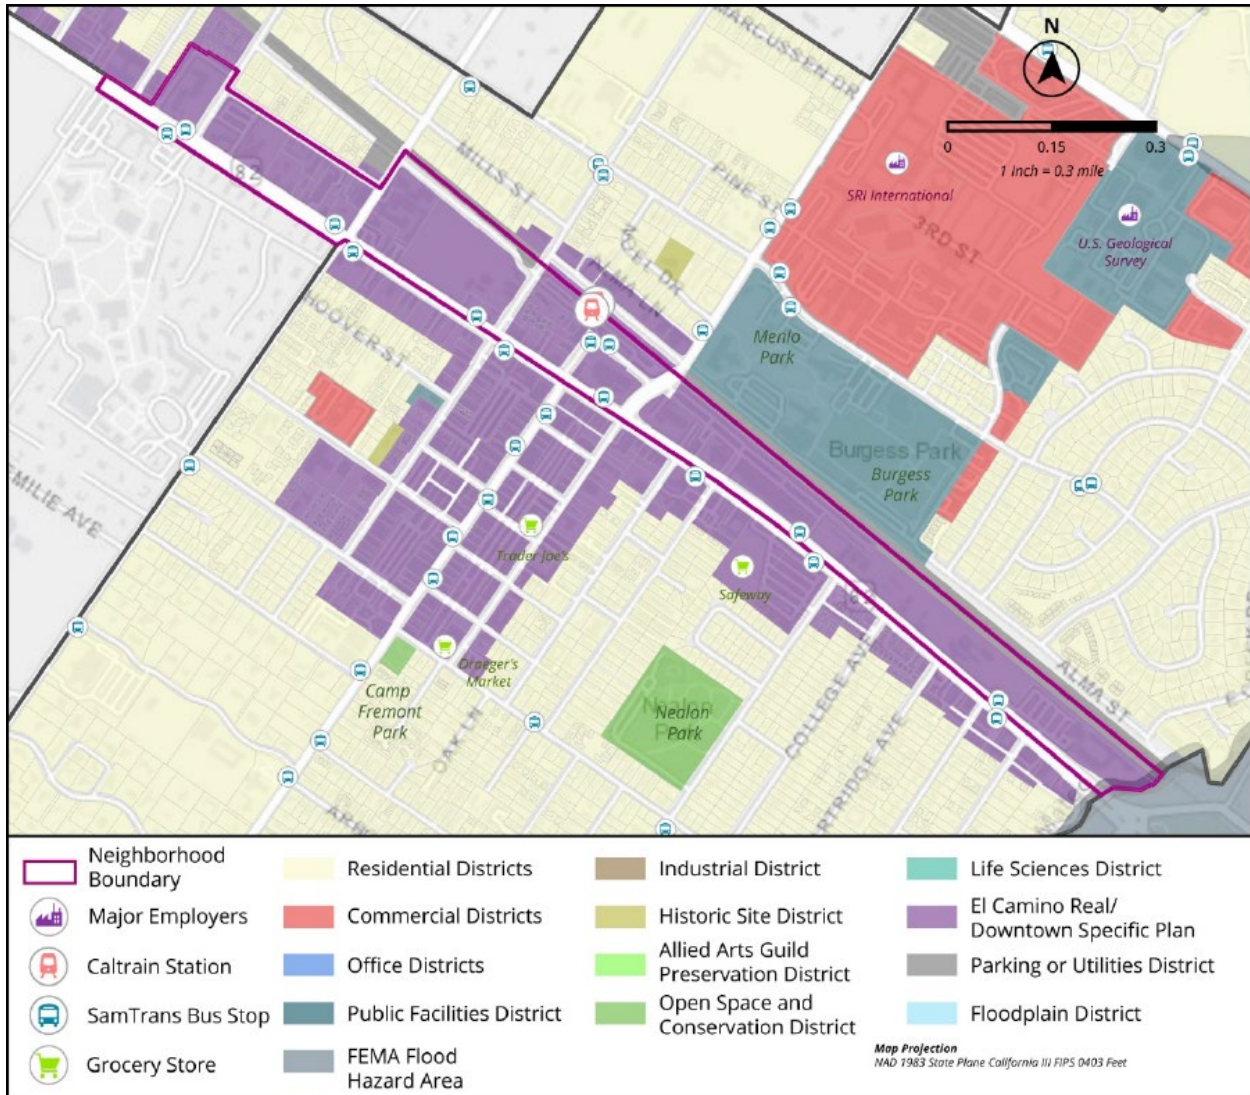 MARCUSSEN DR
N
0 0.15 0.3
1 Inch = 0.3 mile
SRI International
3RD ST
U.S. Geological
Survey
82
MILLS ST
PINE ST
NOEL DR
ALMA LN
HOOVER ST
Menlo
Park
Burgess Park
Burgess
Park
EMILIE AVE
Trader Joe's
Safeway
82
Draeger's
Market
Camp
Fremont
Park
OAK LN
Nealon
Park
Nealon
Park
COLLEGE AVE
ALMA ST
Neighborhood
Boundary
Major Employers
Caltrain Station
SamTrans Bus Stop
Grocery Store
Residential Districts
Commercial Districts
Office Districts
Public Facilities District
FEMA Flood
Hazard Area
Industrial District
Historic Site District
Allied Arts Guild
Preservation District
Open Space and
Conservation District
Life Sciences District
El Camino Real/
Downtown Specific Plan
Parking or Utilities District
Floodplain District
Map Projection
NAD 1983 State Plane California III FIPS 0403 Feet